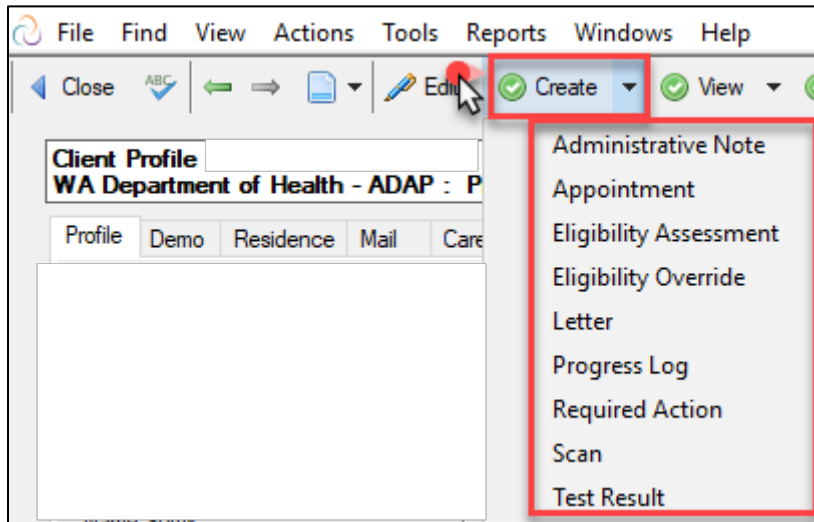 File Find View Actions Tools Reports Windows Help
Close ABC Create View
Client Profile
WA Department of Health - ADAP :
Profile Demo Residence Mail
Administrative Note
Appointment
Eligibility Assessment
Eligibility Override
Letter
Progress Log
Required Action
Scan
Test Result